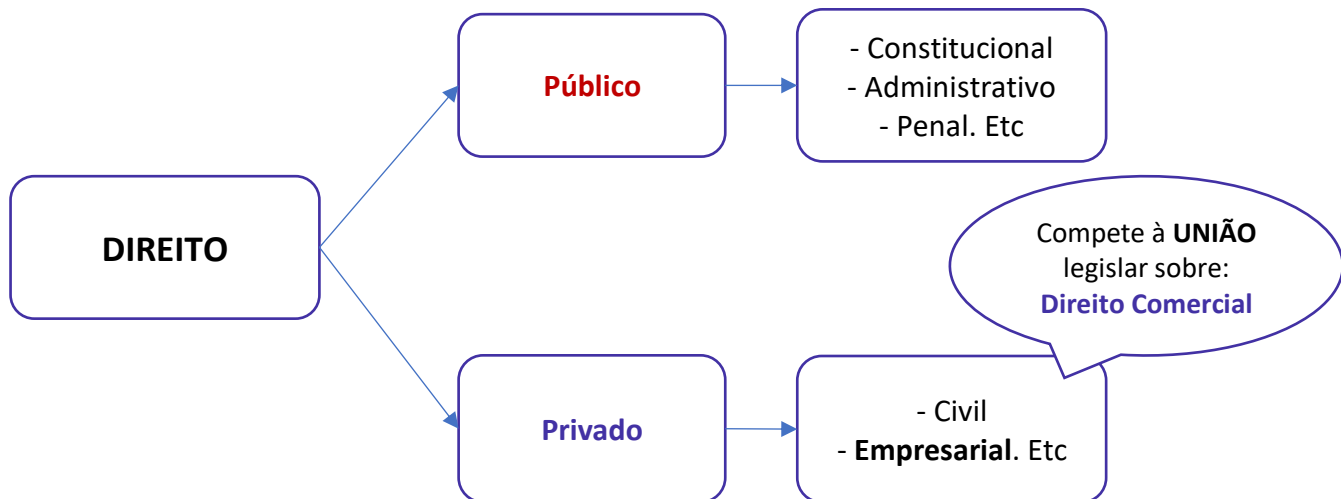 DIREITO
Público
- Constitucional
- Administrativo
- Penal. Etc
Compete à UNIÃO
legislar sobre:
Direito Comercial
Privado
- Civil
- Empresarial. Etc